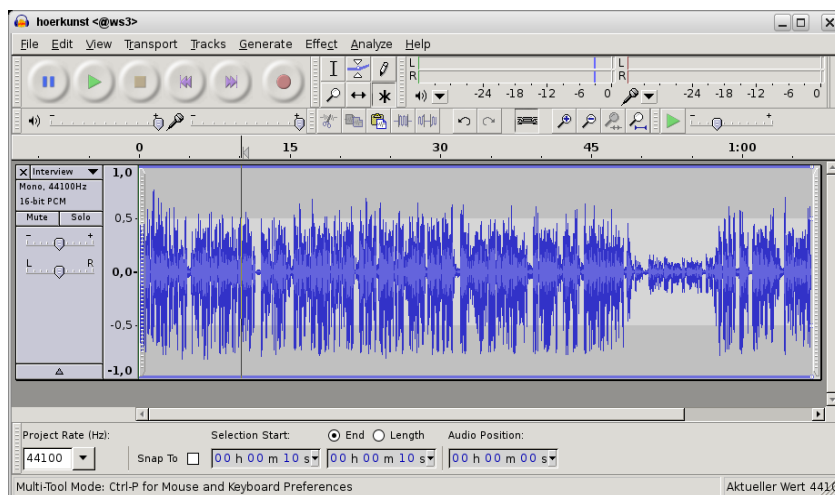 hoerkunst <@ws3>
File Edit View Transport Tracks Generate Effect Analyze Help
L
R
-24 -18 -12 -6 0
L
R
-24 -18 -12 -6 0
- +
0 15 30 45 1:00
X Interview
Mono, 44100Hz
16-bit PCM
Mute Solo
- +
L R
1,0
0,5
0,0
-0,5
-1,0
Project Rate (Hz):
44100
Snap To
Selection Start:
End Length
00 h 00 m 10 s
00 h 00 m 10 s
Audio Position:
00 h 00 m 00 s
Multi-Tool Mode: Ctrl-P for Mouse and Keyboard Preferences
Aktueller Wert 4410